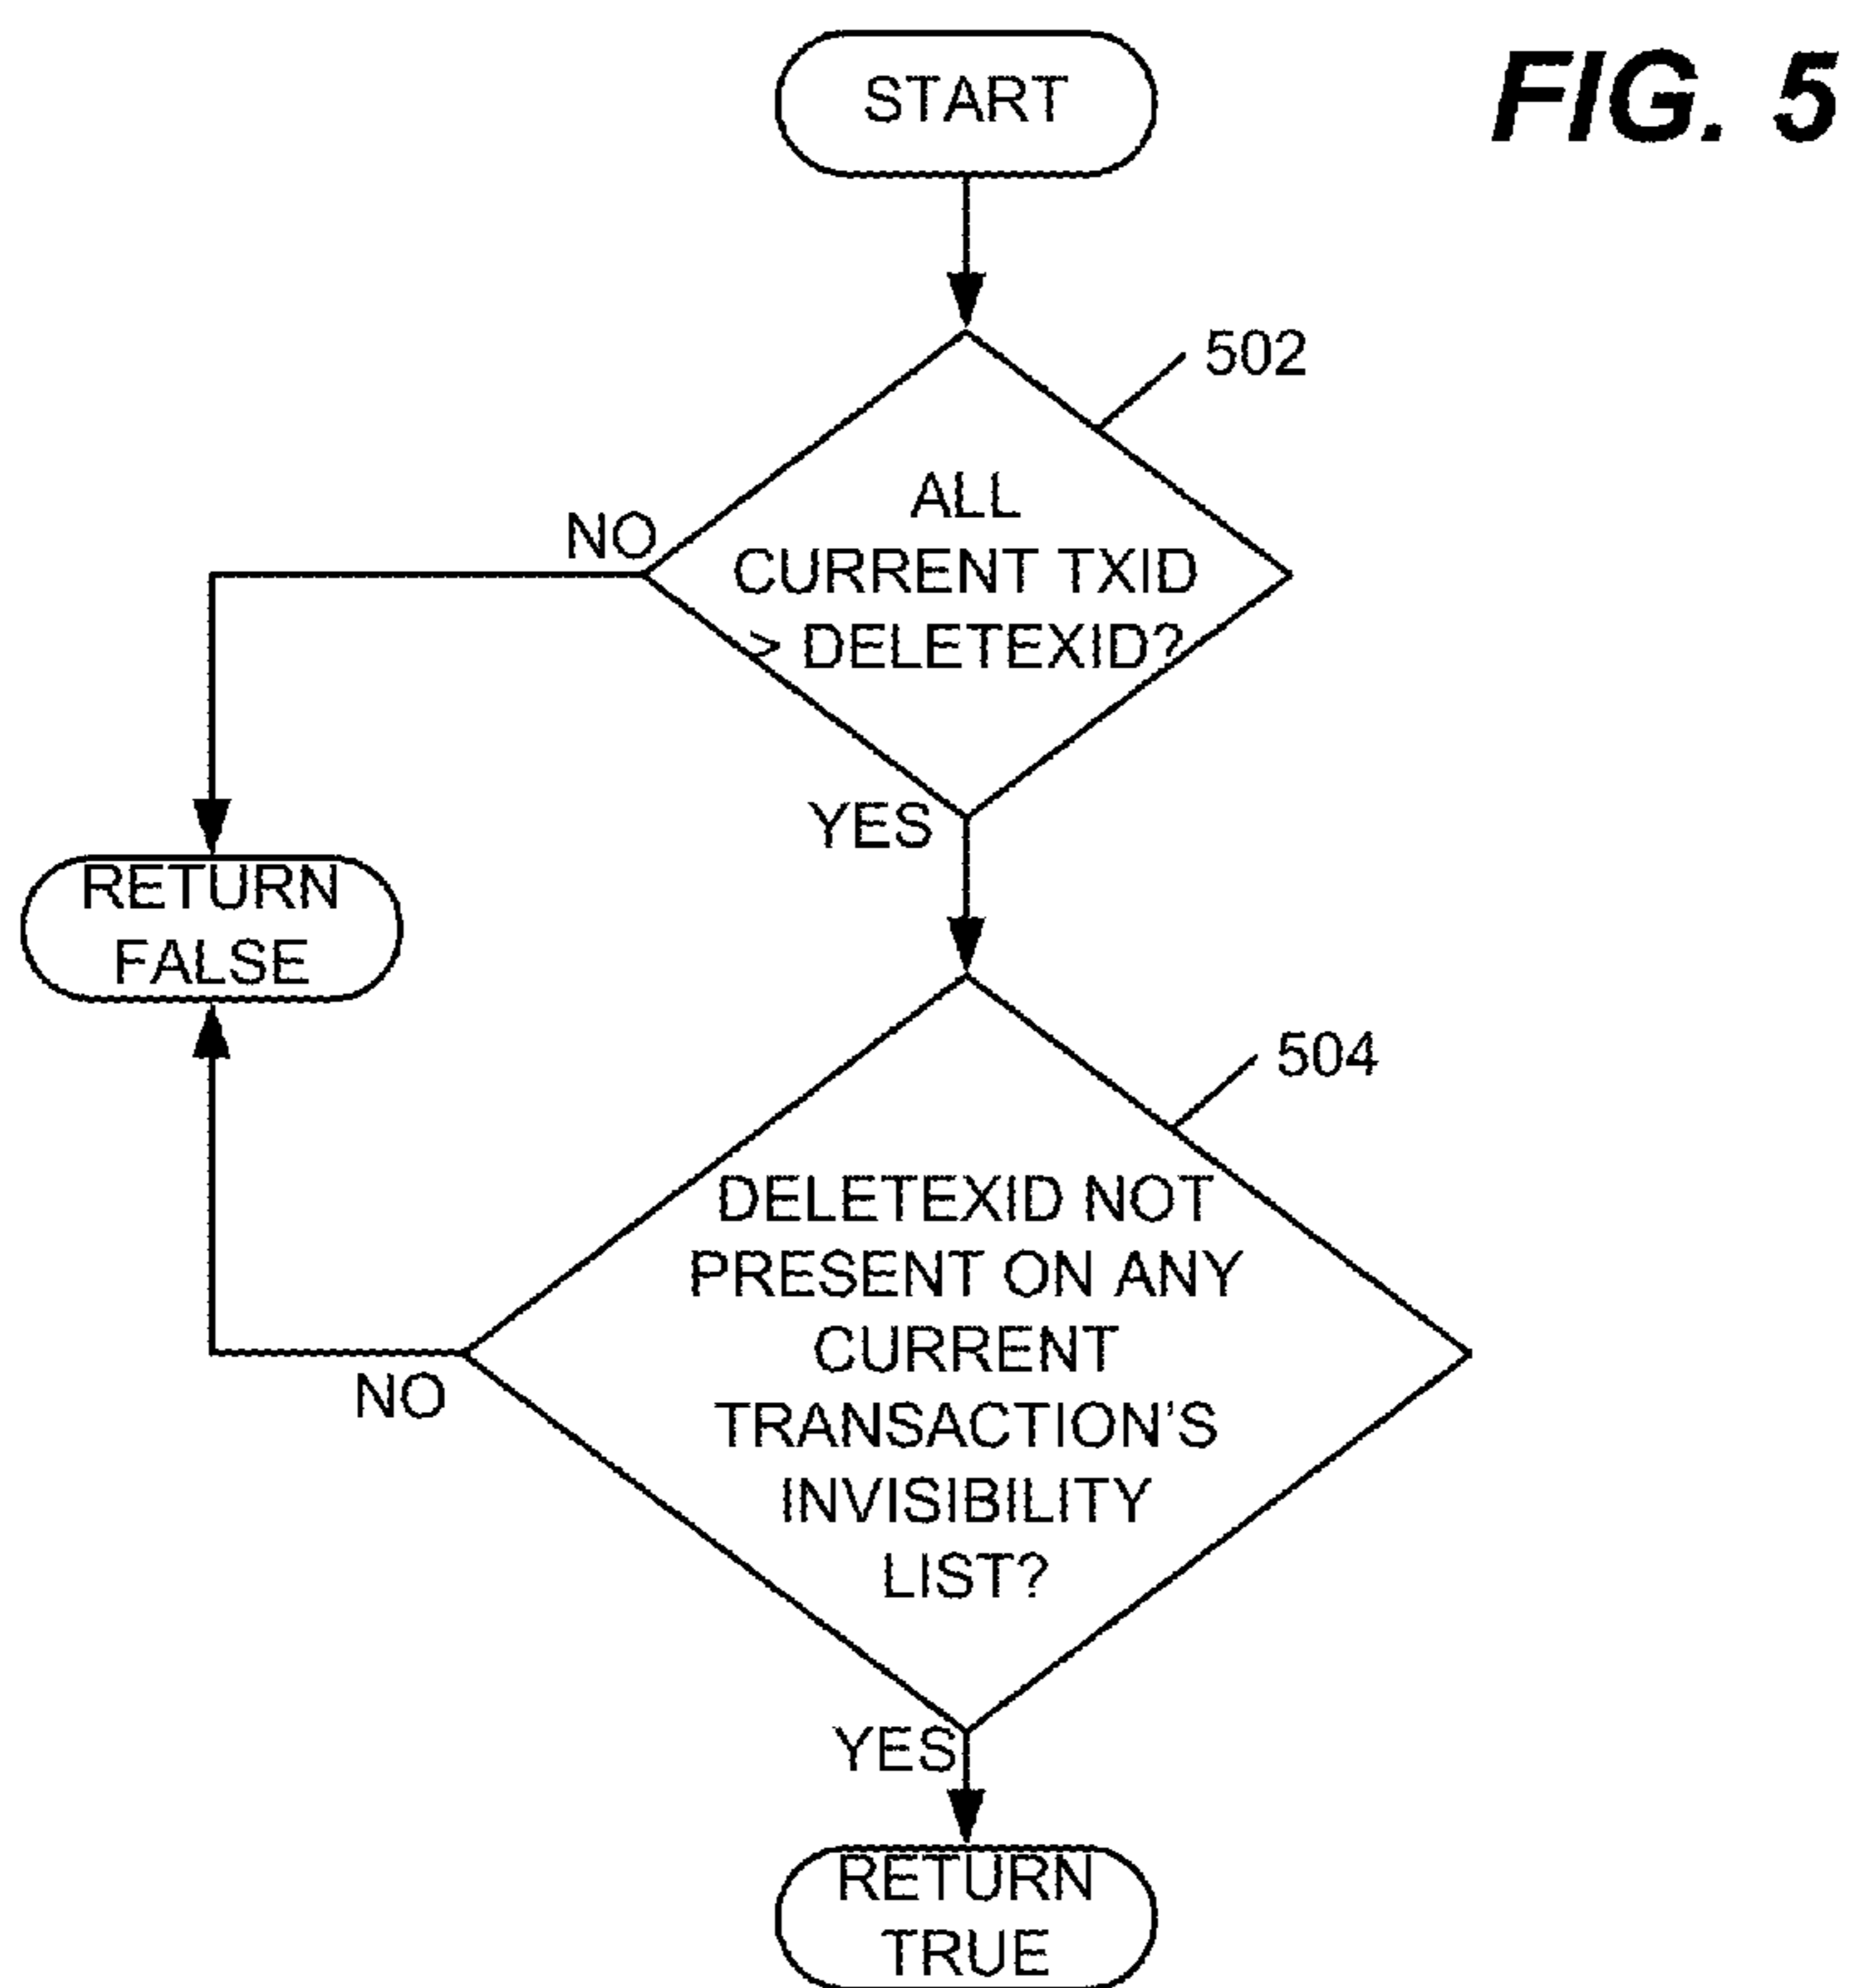 FIG. 5
START
502
ALL
CURRENT TXID
> DELETEXID?
NO
YES
RETURN
FALSE
504
DELETEXID NOT
PRESENT ON ANY
CURRENT
TRANSACTION'S
INVISIBILITY
LIST?
NO
YES
RETURN
TRUE